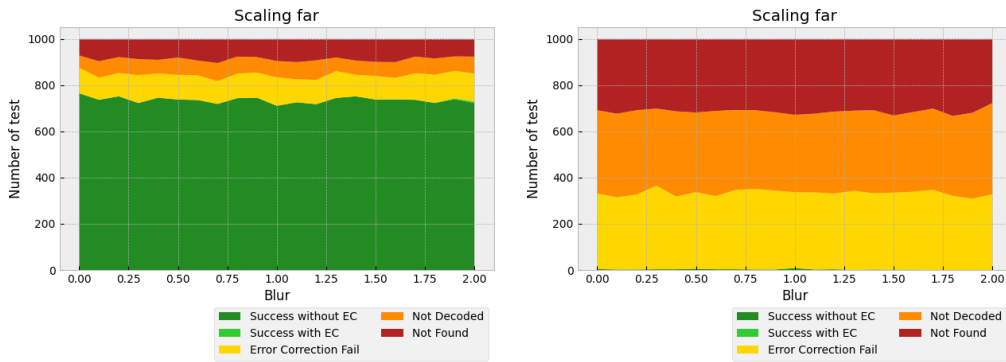 Scaling far
Number of test
1000
800
600
400
200
0
0.00 0.25 0.50 0.75 1.00 1.25 1.50 1.75 2.00
Blur
Success without EC
Success with EC
Error Correction Fail
Not Decoded
Not Found
Scaling far
Number of test
1000
800
600
400
200
0
0.00 0.25 0.50 0.75 1.00 1.25 1.50 1.75 2.00
Blur
Success without EC
Success with EC
Error Correction Fail
Not Decoded
Not Found